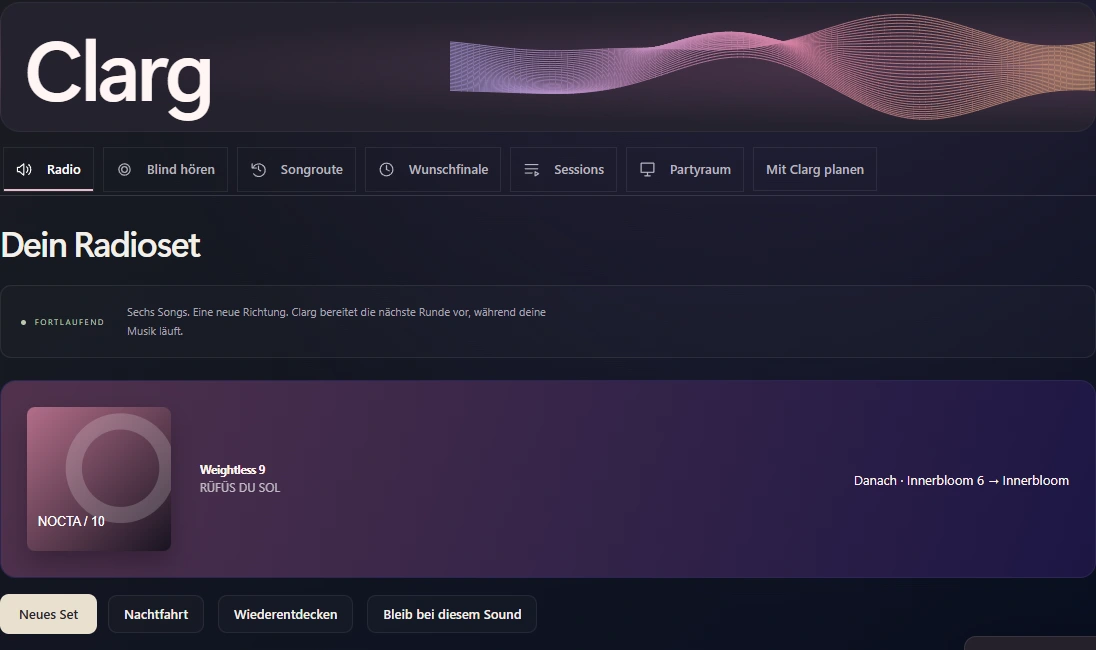 Clarg
Radio
Blind hören
Songroute
Wunschfinale
Sessions
Partyraum
Mit Clarg planen
Dein Radioset
FORTLAUFEND
Sechs Songs. Eine neue Richtung. Clarg bereitet die nächste Runde vor, während deine
Musik läuft.
NOCTA / 10
Weightless 9
RÜFÜS DU SOL
Danach · Innerbloom 6 → Innerbloom
Neues Set
Nachtfahrt
Wiederentdecken
Bleib bei diesem Sound